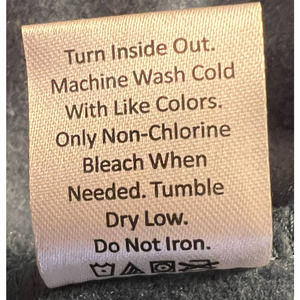 Turn Inside Out.
Machine Wash Cold
With Like Colors.
Only Non-Chlorine
Bleach When
Needed. Tumble
Dry Low.
Do Not Iron.